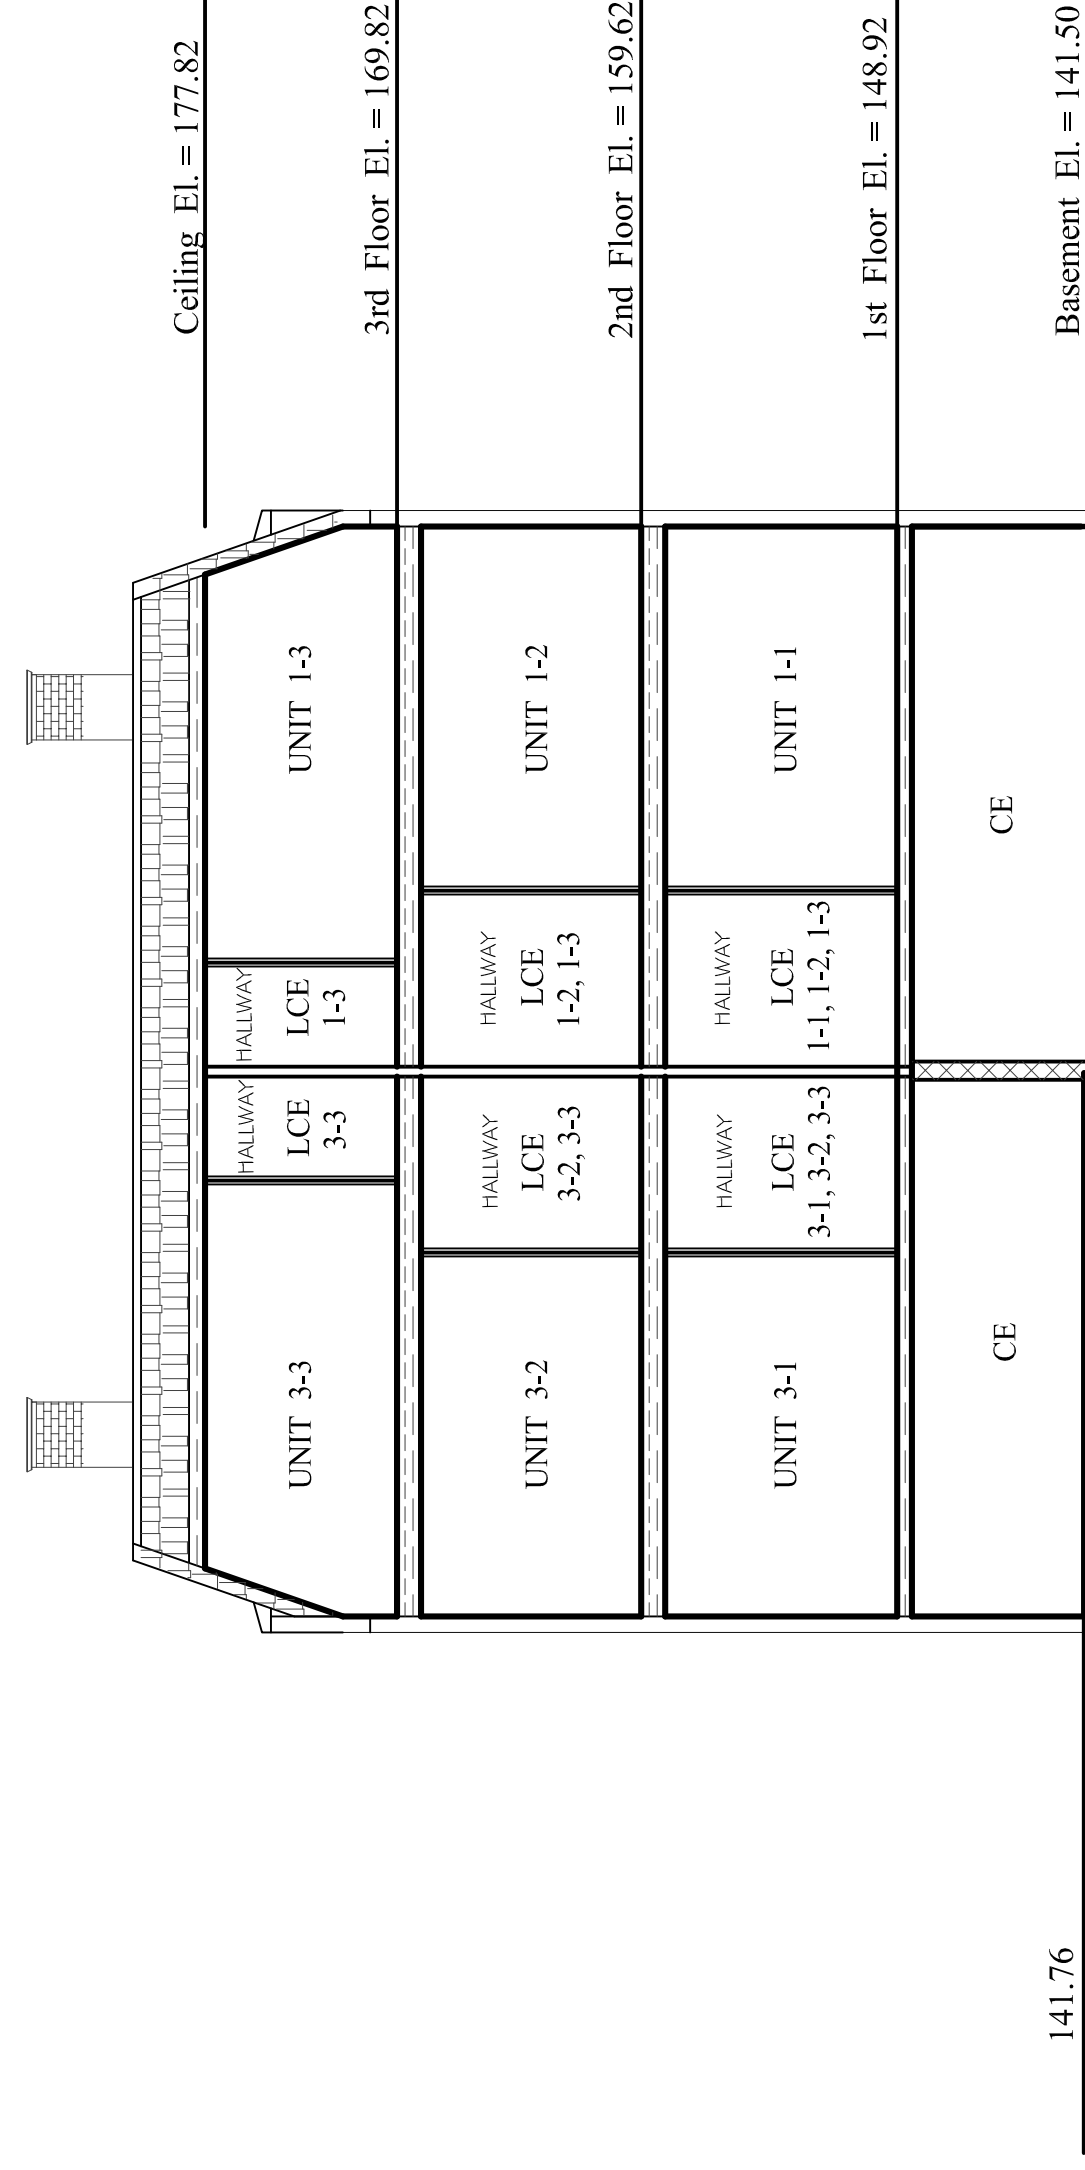 Ceiling El. = 177.82
3rd Floor El. = 169.82
2nd Floor El. = 159.62
1st Floor El. = 148.92
Basement El. = 141.50
141.76
UNIT 3-3
HALLWAY
LCE
3-3
HALLWAY
LCE
1-3
UNIT 1-3
UNIT 3-2
HALLWAY
LCE
3-2, 3-3
HALLWAY
LCE
1-2, 1-3
UNIT 1-2
UNIT 3-1
HALLWAY
LCE
3-1, 3-2, 3-3
HALLWAY
LCE
1-1, 1-2, 1-3
UNIT 1-1
CE
CE